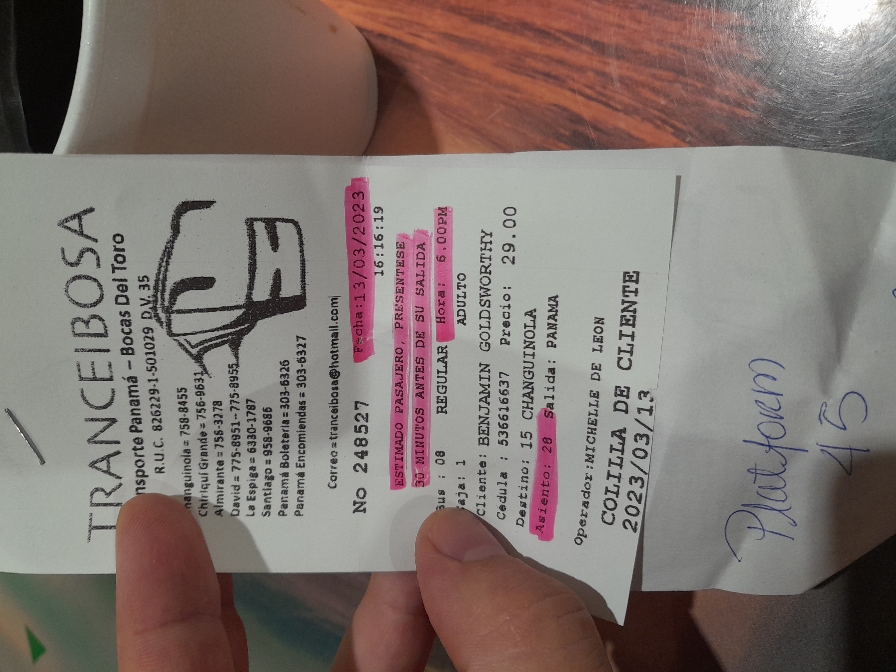 TRANCEIBOSA
nsporte Panamá – Bocas Del Toro
R.U.C. 826229-1-501029 D.V. 35
nanguinola = 758-8455
Chiriquí Grande = 756-9631
Almirante = 758-3278
David = 775-8951--775-8955
La Espiga = 6330-1787
Santiago = 958-9686
Panamá Boletería = 303-6326
Panamá Encomiendas = 303-6327
Correo = tranceibosa@hotmail.com
No 248527 Fecha:13/03/2023
16:16:19
ESTIMADO PASAJERO, PRESENTESE
30 MINUTOS ANTES DE SU SALIDA
Bus : 08 REGULAR Hora: 6.00PM
aja: 1 ADULTO
Cliente: BENJAMIN GOLDSWORTHY
Cedula : 536616637 Precio: 29.00
Destino: 15 CHANGUINOLA
Asiento: 28 Salida: PANAMA
Operador:MICHELLE DE LEON
COLILLA DE CLIENTE
2023/03/13
Platform
45